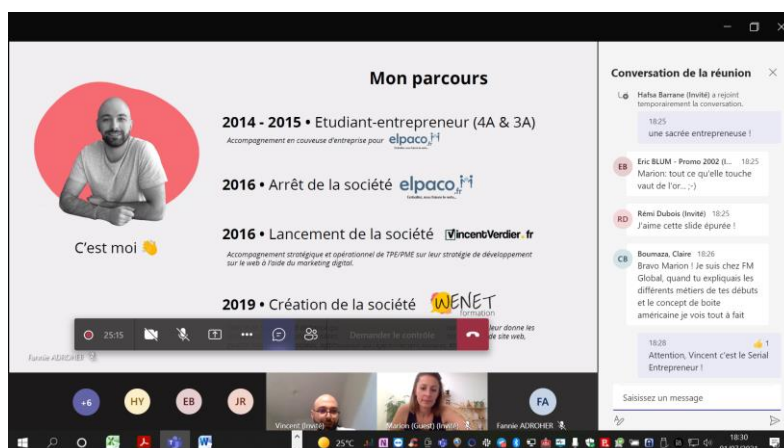 Mon parcours
2014 - 2015 • Etudiant-entrepreneur (4A & 3A)
Accompagnement en couveuse d'entreprise pour elpaco.fr
2016 • Arrêt de la société elpaco.fr
2016 • Lancement de la société VincentVerdier.fr
Accompagnement stratégique et opérationnel de TPE/PME sur leur stratégie de développement
sur le web à l'aide du marketing digital.
2019 • Création de la société WENET
formation
leur donne les
de site web,
C'est moi 👋
25:15
Demander le contrôle
Fannie ADROHER
+6
HY
EB
JR
Vincent (Invité)
Marion (Guest) (Invité)
FA
Fannie ADROHER
Conversation de la réunion
Hafsa Barrane (Invité) a rejoint
temporairement la conversation.
18:25
une sacrée entrepreneuse !
EB
Eric BLUM - Promo 2002 (I... 18:25
Marion: tout ce qu'elle touche
vaut de l'or... ;-)
RD
Rémi Dubois (Invité) 18:25
J'aime cette slide épurée !
CB
Boumaza, Claire 18:26
Bravo Marion ! Je suis chez FM
Global, quand tu expliquais les
différents métiers de tes débuts
et le concept de boite
américaine je vois tout a fait
18:28 👍 1
Attention, Vincent c'est le Serial
Entrepreneur !
Saisissez un message
25°C
18:30